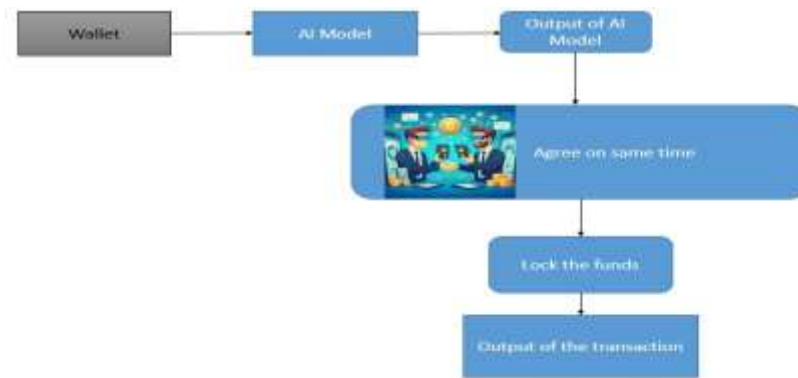 Wallet
AI Model
Output of AI
Model
Agree on same time
Lock the funds
Output of the transaction